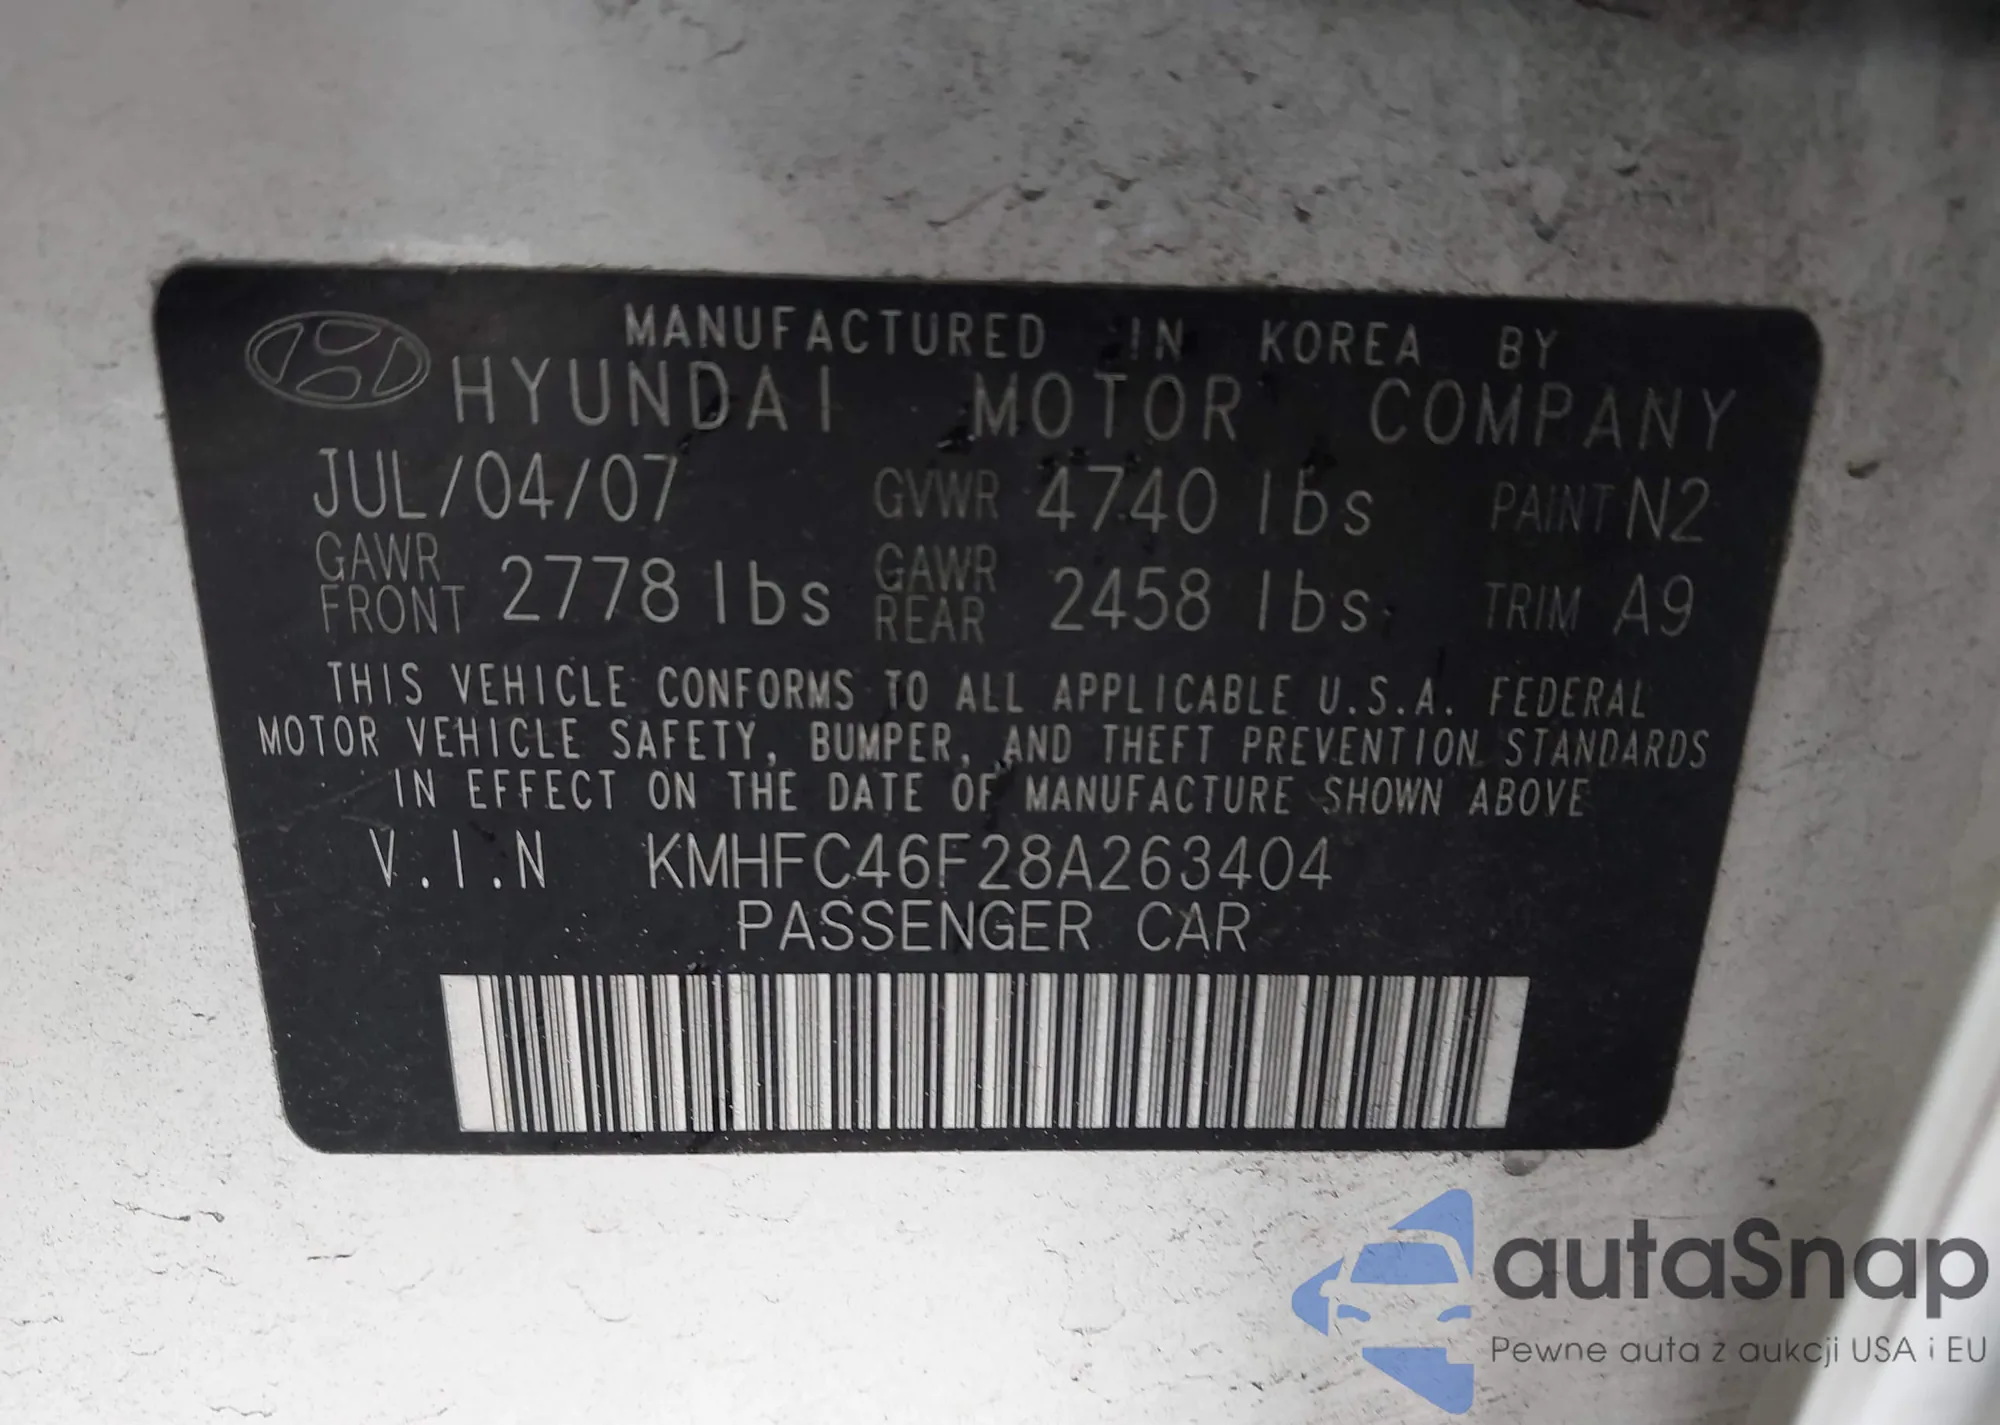 MANUFACTURED IN KOREA BY
HYUNDAI MOTOR COMPANY
JUL/04/07 GVWR 4740 lbs PAINT N2
GAWR FRONT 2778 lbs GAWR REAR 2458 lbs TRIM A9
THIS VEHICLE CONFORMS TO ALL APPLICABLE U.S.A. FEDERAL
MOTOR VEHICLE SAFETY, BUMPER, AND THEFT PREVENTION STANDARDS
IN EFFECT ON THE DATE OF MANUFACTURE SHOWN ABOVE
V.I.N KMHFC46F28A263404
PASSENGER CAR
autaSnap
Pewne auta z aukcji USA i EU